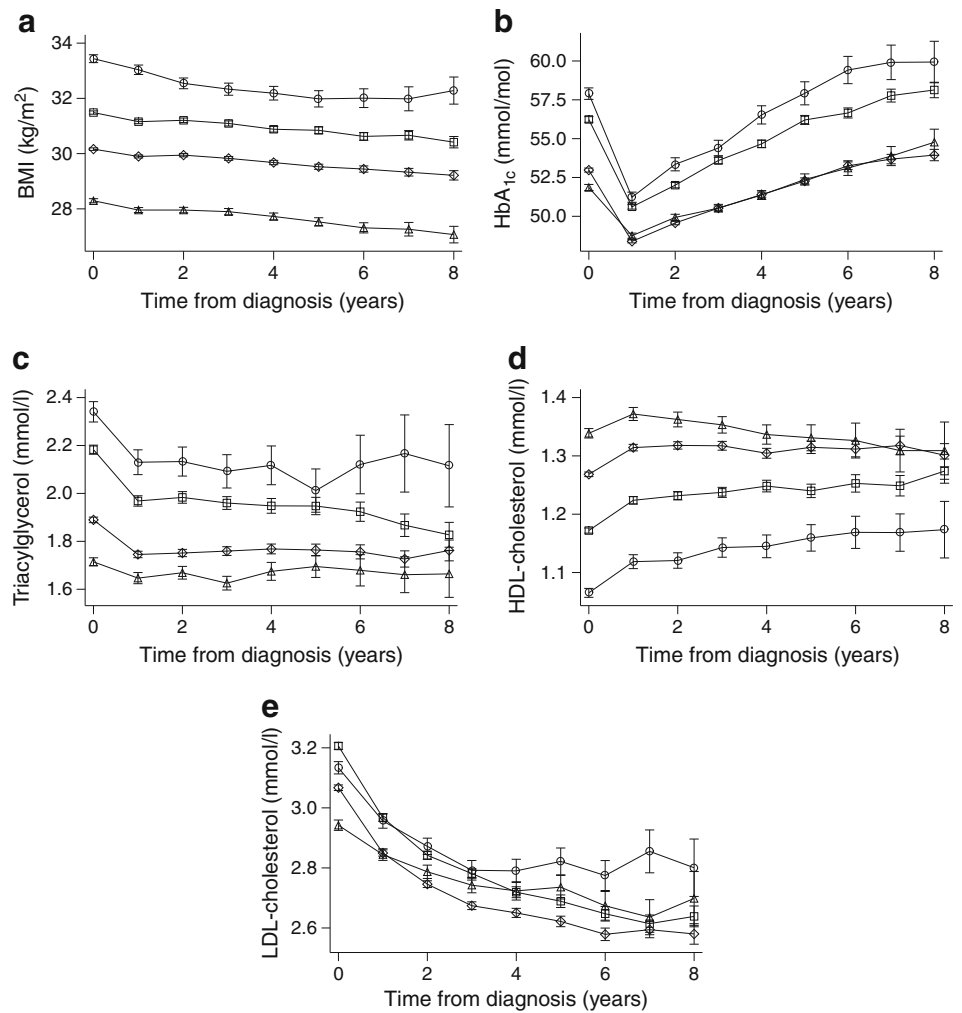 a
34
32
30
28
BMI (kg/m²)
0 2 4 6 8
Time from diagnosis (years)
b
60.0
57.5
55.0
52.5
50.0
HbA1c (mmol/mol)
0 2 4 6 8
Time from diagnosis (years)
c
2.4
2.2
2.0
1.8
1.6
Triacylglycerol (mmol/l)
0 2 4 6 8
Time from diagnosis (years)
d
1.4
1.3
1.2
1.1
HDL-cholesterol (mmol/l)
0 2 4 6 8
Time from diagnosis (years)
e
3.2
3.0
2.8
2.6
LDL-cholesterol (mmol/l)
0 2 4 6 8
Time from diagnosis (years)